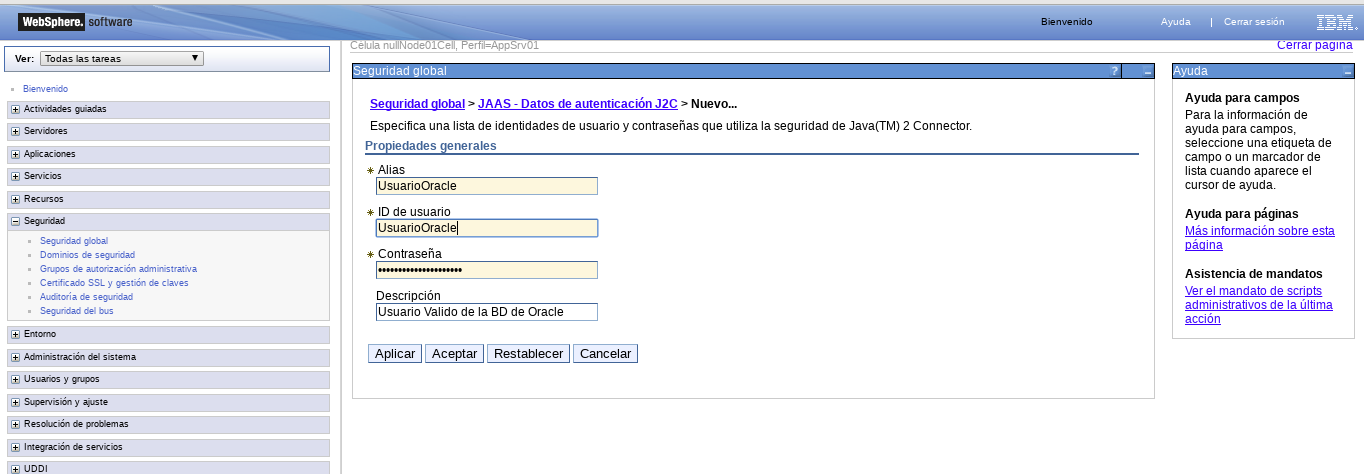 WebSphere. software
Bienvenido
Ayuda | Cerrar sesión
IBM.
Ver: Todas las tareas
Bienvenido
Actividades guiadas
Servidores
Aplicaciones
Servicios
Recursos
Seguridad
Seguridad global
Dominios de seguridad
Grupos de autorización administrativa
Certificado SSL y gestión de claves
Auditoría de seguridad
Seguridad del bus
Entorno
Administración del sistema
Usuarios y grupos
Supervisión y ajuste
Resolución de problemas
Integración de servicios
UDDI
Célula nullNode01Cell, Perfil=AppSrv01
Cerrar página
Seguridad global ?
Seguridad global > JAAS - Datos de autenticación J2C > Nuevo...
Especifica una lista de identidades de usuario y contraseñas que utiliza la seguridad de Java(TM) 2 Connector.
Propiedades generales
Alias
UsuarioOracle
ID de usuario
UsuarioOracle
Contraseña
•••••••••••••••••••••
Descripción
Usuario Valido de la BD de Oracle
Aplicar Aceptar Restablecer Cancelar
Ayuda
Ayuda para campos
Para la información de
ayuda para campos,
seleccione una etiqueta de
campo o un marcador de
lista cuando aparece el
cursor de ayuda.
Ayuda para páginas
Más información sobre esta
página
Asistencia de mandatos
Ver el mandato de scripts
administrativos de la última
acción